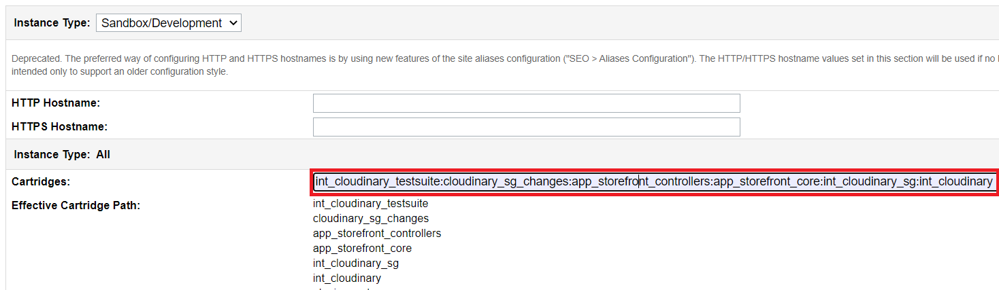 Instance Type: Sandbox/Development
Deprecated. The preferred way of configuring HTTP and HTTPS hostnames is by using new features of the site aliases configuration ("SEO > Aliases Configuration"). The HTTP/HTTPS hostname values set in this section will be used if no
intended only to support an older configuration style.
HTTP Hostname:
HTTPS Hostname:
Instance Type: All
Cartridges: int_cloudinary_testsuite:cloudinary_sg_changes:app_storefront_controllers:app_storefront_core:int_cloudinary_sg:int_cloudinary
Effective Cartridge Path: int_cloudinary_testsuite
cloudinary_sg_changes
app_storefront_controllers
app_storefront_core
int_cloudinary_sg
int_cloudinary